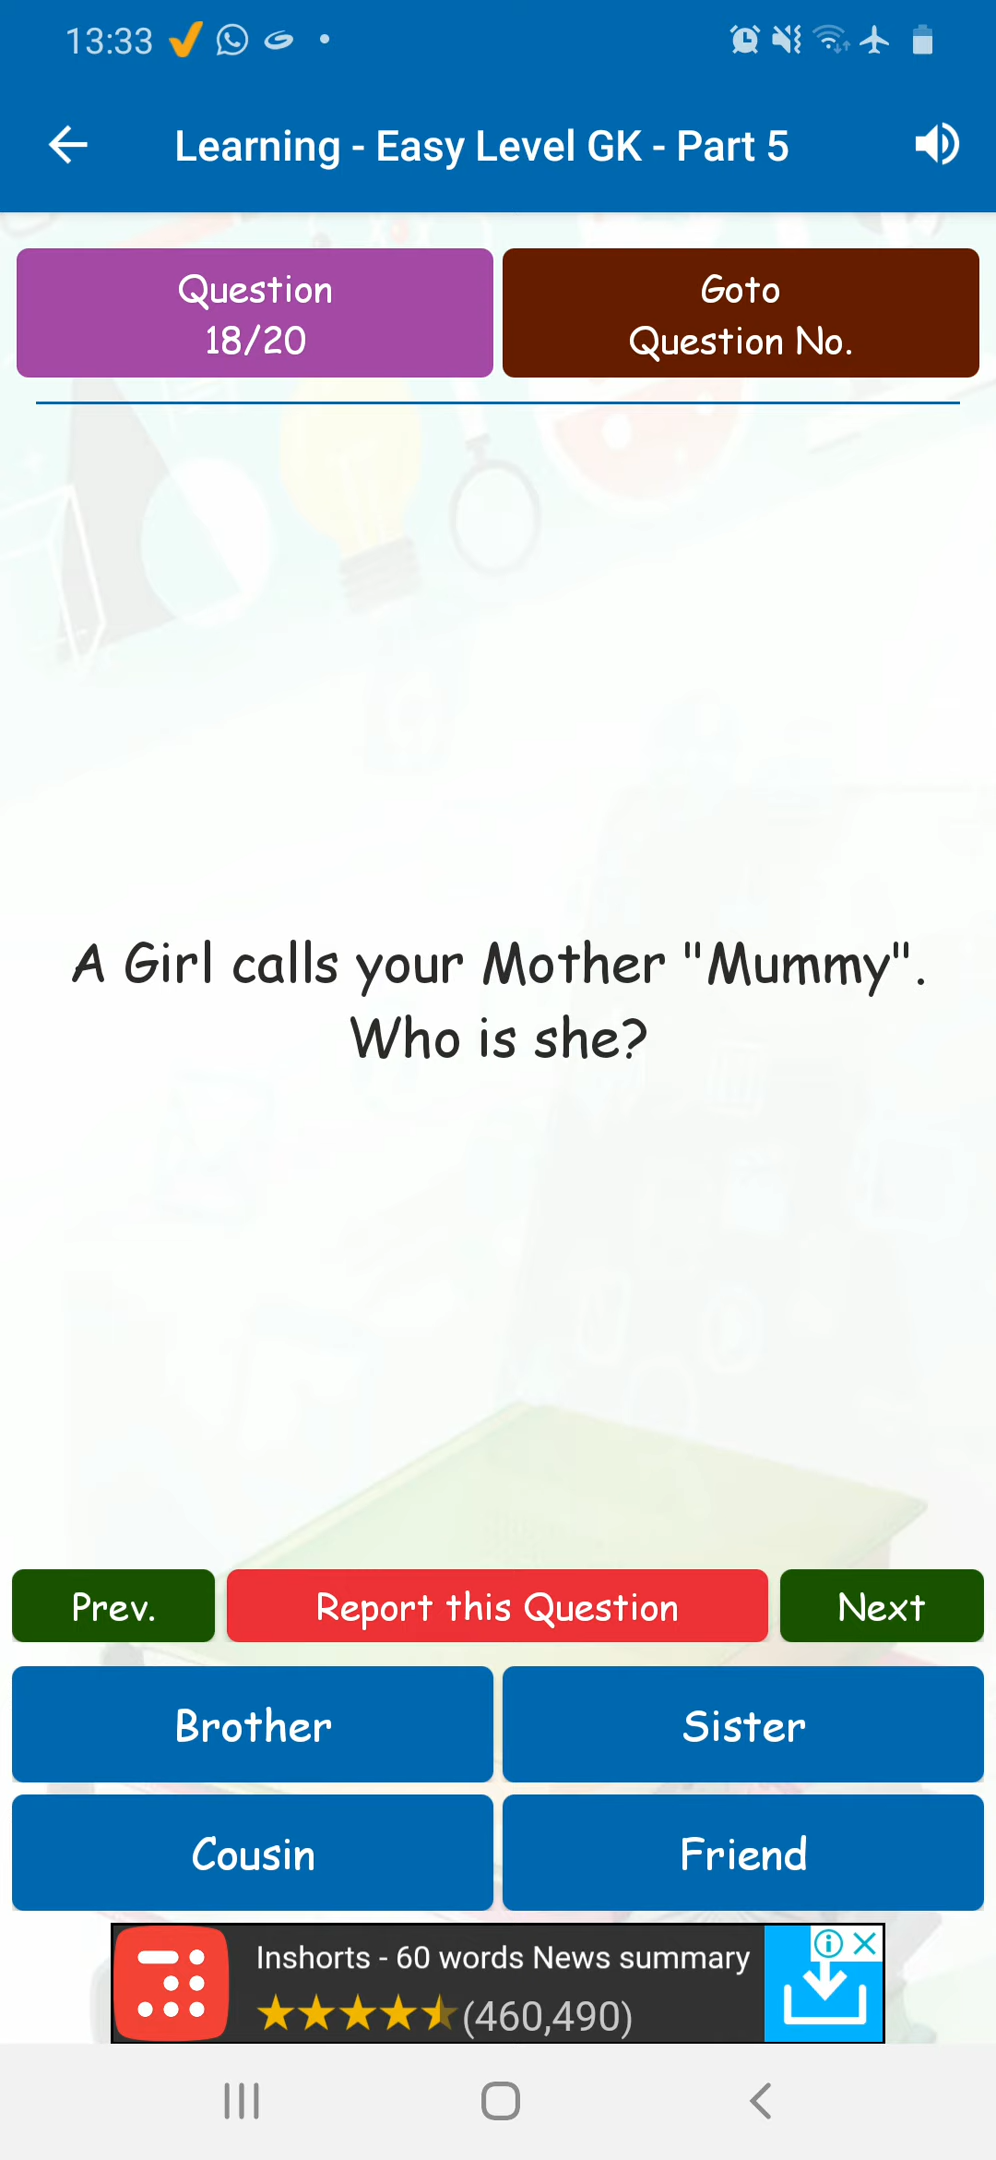 13:33
Learning - Easy Level GK - Part 5
Question
18/20
Goto
Question No.
A Girl calls your Mother "Mummy".
Who is she?
Prev.
Report this Question
Next
Brother
Sister
Cousin
Friend
Inshorts - 60 words News summary
(460,490)